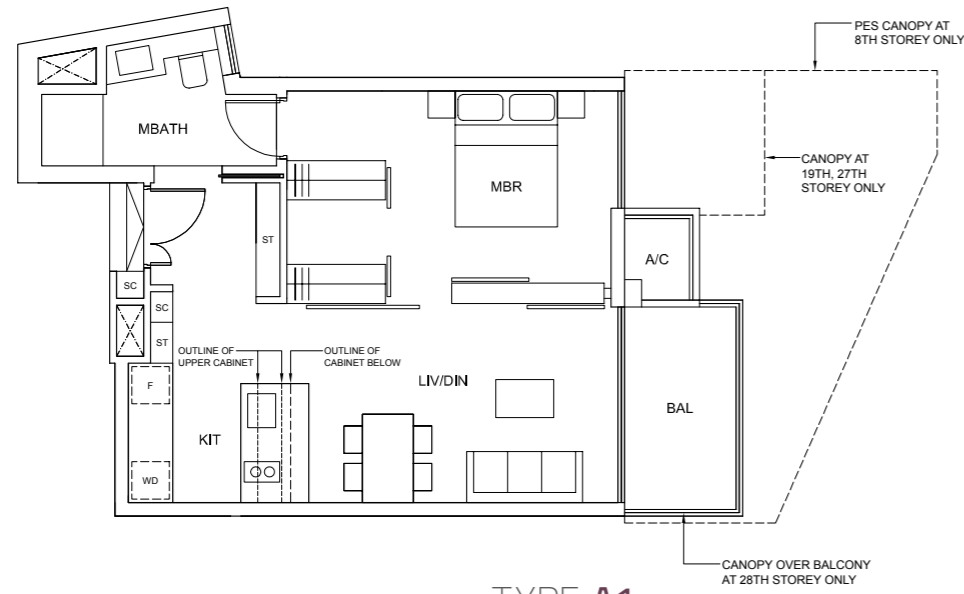 PES CANOPY AT
8TH STOREY ONLY
MBATH
CANOPY AT
19TH, 27TH
STOREY ONLY
MBR
ST
A/C
SC
SC
ST
OUTLINE OF
UPPER CABINET
OUTLINE OF
CABINET BELOW
LIV/DIN
F
BAL
KIT
WD
CANOPY OVER BALCONY
AT 28TH STOREY ONLY
TYPE A1